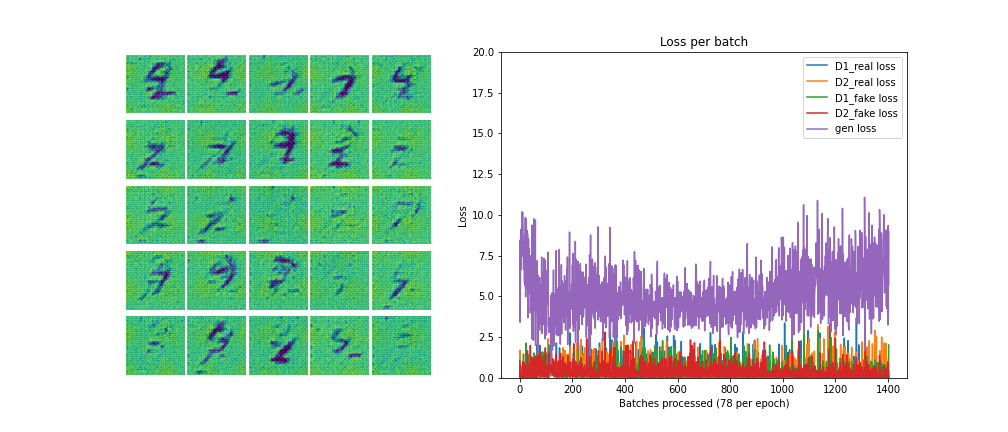 Loss per batch
20.0
17.5
15.0
12.5
10.0
7.5
5.0
2.5
0.0
Loss
D1_real loss
D2_real loss
D1_fake loss
D2_fake loss
gen loss
0 200 400 600 800 1000 1200 1400
Batches processed (78 per epoch)